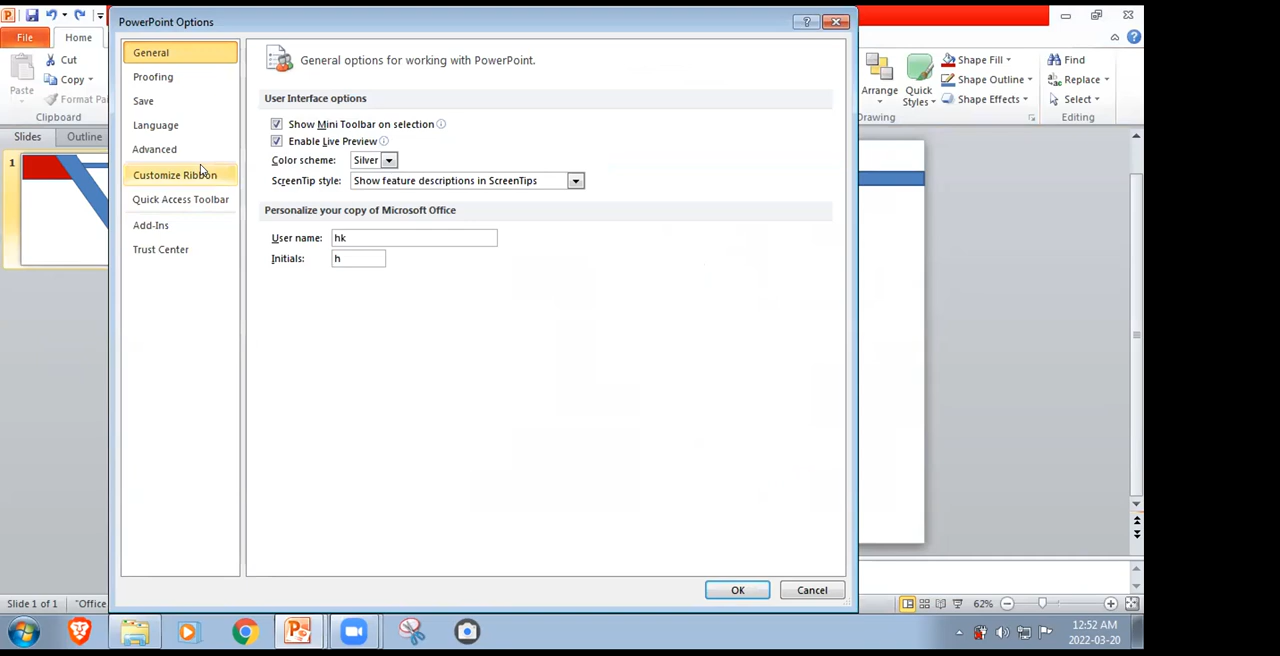 PowerPoint Options
File
Home
Cut
Copy
Format Pa
Paste
Clipboard
Slides
Outline
1
General
Proofing
Save
Language
Advanced
Customize Ribbon
Quick Access Toolbar
Add-Ins
Trust Center
General options for working with PowerPoint.
User Interface options
Show Mini Toolbar on selection
Enable Live Preview
Color scheme: Silver
ScreenTip style: Show feature descriptions in ScreenTips
Personalize your copy of Microsoft Office
User name: hk
Initials: h
OK
Cancel
Arrange
Quick
Styles
Shape Fill
Shape Outline
Shape Effects
Drawing
Find
Replace
Select
Editing
Slide 1 of 1
"Office
62%
12:52 AM
2022-03-20